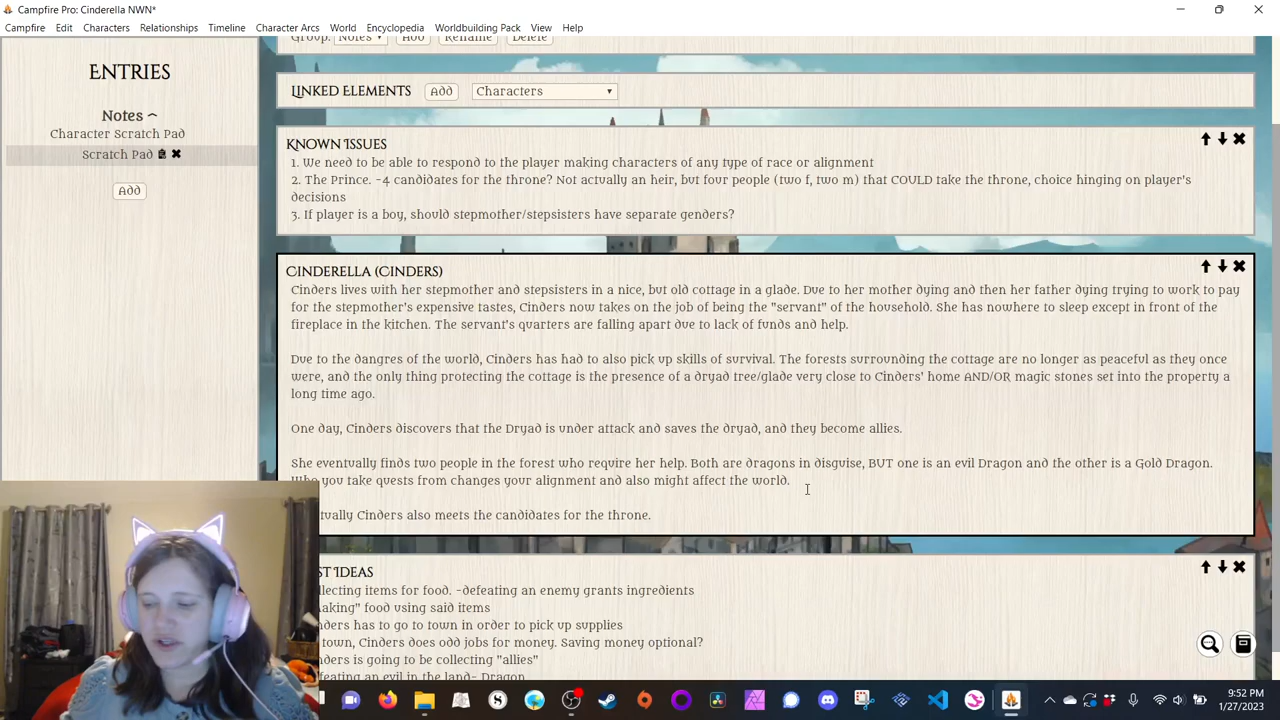 Campfire Pro: Cinderella NWN*
Campfire Edit Characters Relationships Timeline Character Arcs World Encyclopedia Worldbuilding Pack View Help
Group: Notes Add Rename Delete
Entries
Notes
Character Scratch Pad
Scratch Pad
Add
Linked Elements Add Characters
Known Issues
1. We need to be able to respond to the player making characters of any type of race or alignment
2. The Prince. -4 candidates for the throne? Not actually an heir, but four people (two f, two m) that COULD take the throne, choice hinging on player's
decisions
3. If player is a boy, should stepmother/stepsisters have separate genders?
Cinderella (Cinders)
Cinders lives with her stepmother and stepsisters in a nice, but old cottage in a glade. Due to her mother dying and then her father dying trying to work to pay
for the stepmother's expensive tastes, Cinders now takes on the job of being the "servant" of the household. She has nowhere to sleep except in front of the
fireplace in the kitchen. The servant's quarters are falling apart due to lack of funds and help.
Due to the dangres of the world, Cinders has had to also pick up skills of survival. The forests surrounding the cottage are no longer as peaceful as they once
were, and the only thing protecting the cottage is the presence of a dryad tree/glade very close to Cinders' home AND/OR magic stones set into the property a
long time ago.
One day, Cinders discovers that the Dryad is under attack and saves the dryad, and they become allies.
She eventually finds two people in the forest who require her help. Both are dragons in disguise, BUT one is an evil Dragon and the other is a Gold Dragon.
Who you take quests from changes your alignment and also might affect the world.
tually Cinders also meets the candidates for the throne.
st Ideas
llecting items for food. -defeating an enemy grants ingredients
aking" food using said items
nders has to go to town in order to pick up supplies
town, Cinders does odd jobs for money. Saving money optional?
nders is going to be collecting "allies"
feating an evil in the land- Dragon
9:52 PM
1/27/2023